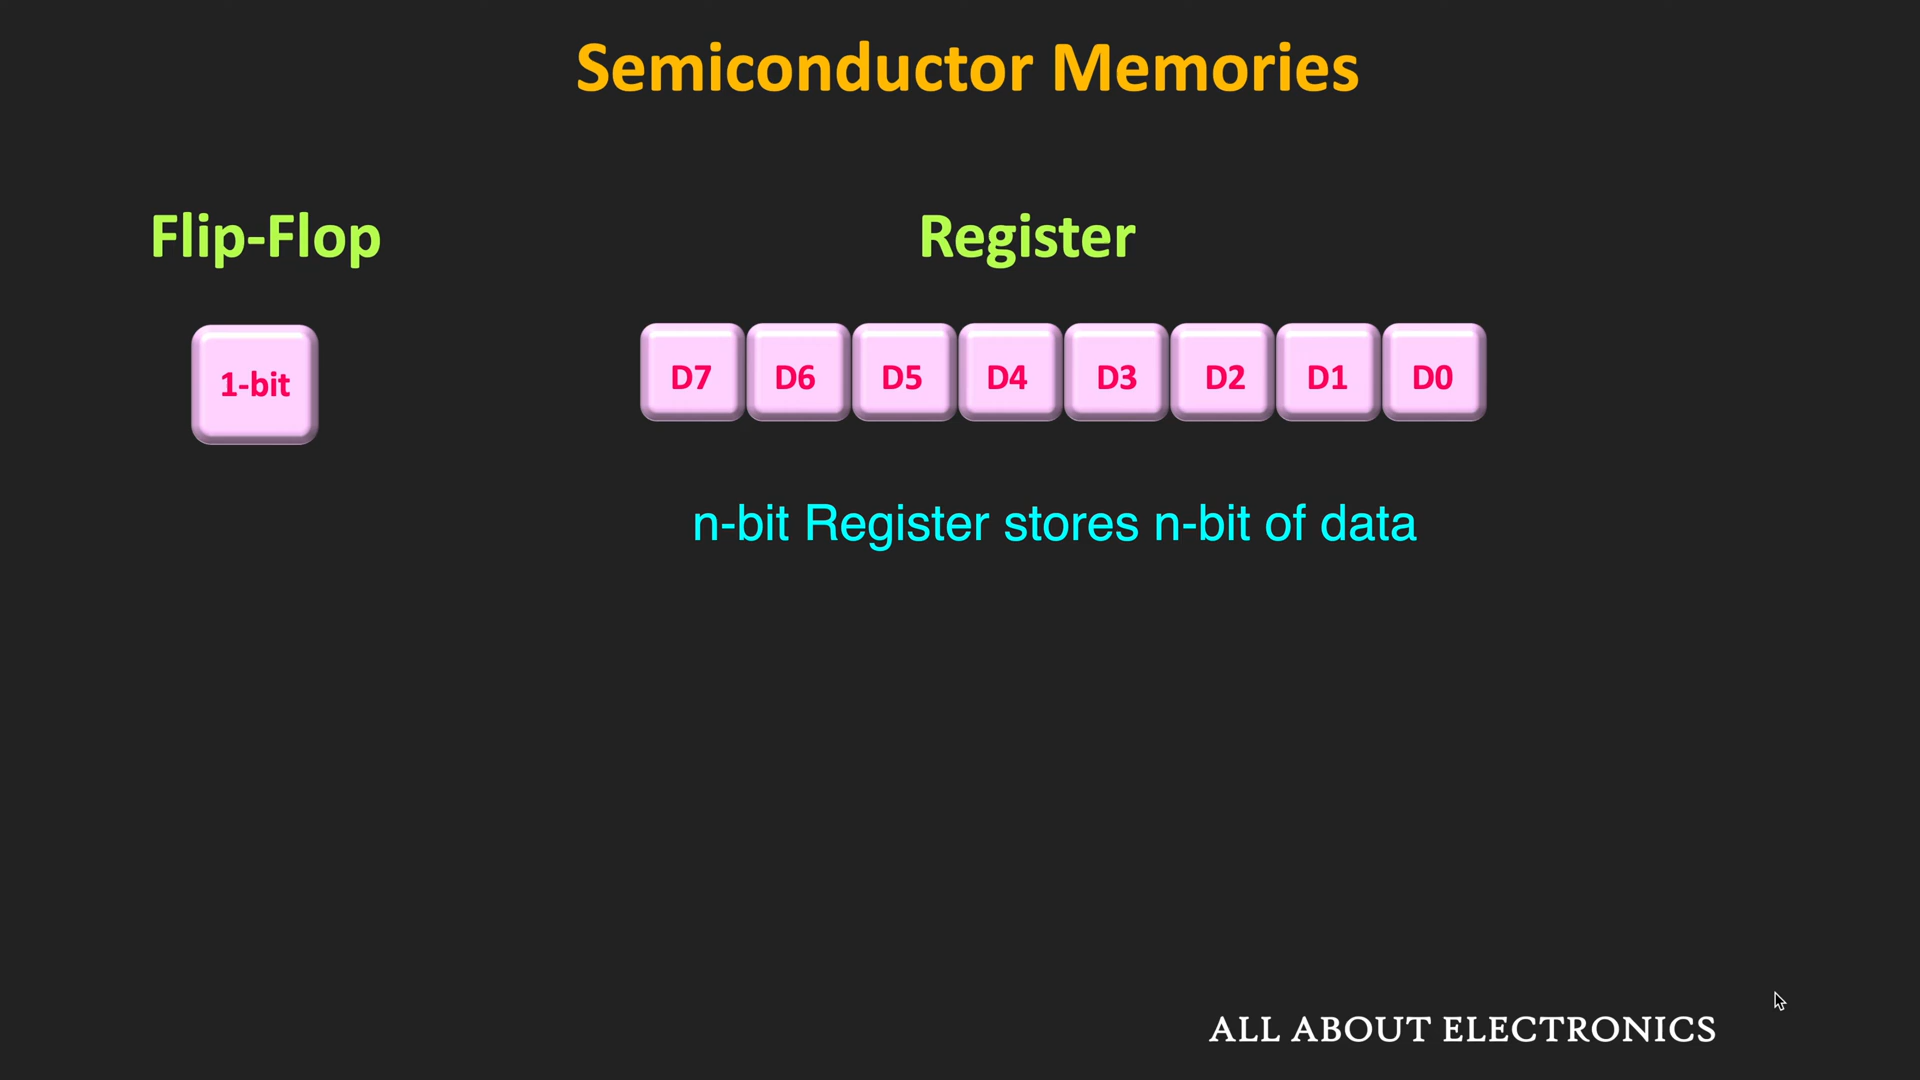 Semiconductor Memories
Flip-Flop
Register
1-bit
D7 D6 D5 D4 D3 D2 D1 D0
n-bit Register stores n-bit of data
ALL ABOUT ELECTRONICS